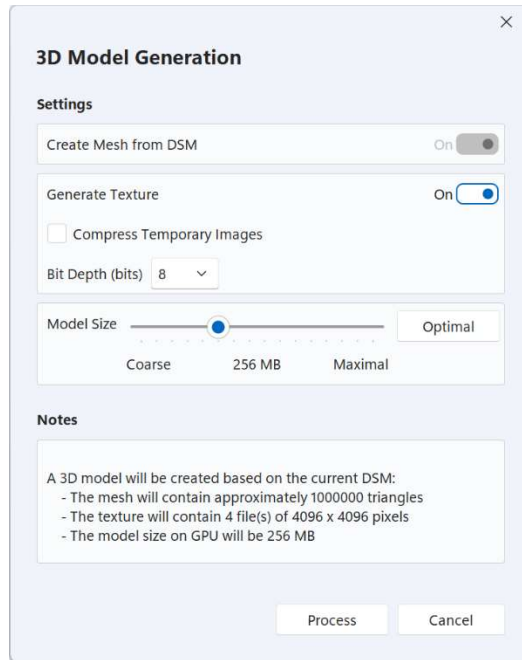 3D Model Generation
Settings
Create Mesh from DSM On
Generate Texture On
Compress Temporary Images
Bit Depth (bits) 8
Model Size Optimal
Coarse 256 MB Maximal
Notes
A 3D model will be created based on the current DSM:
- The mesh will contain approximately 1000000 triangles
- The texture will contain 4 file(s) of 4096 x 4096 pixels
- The model size on GPU will be 256 MB
Process Cancel